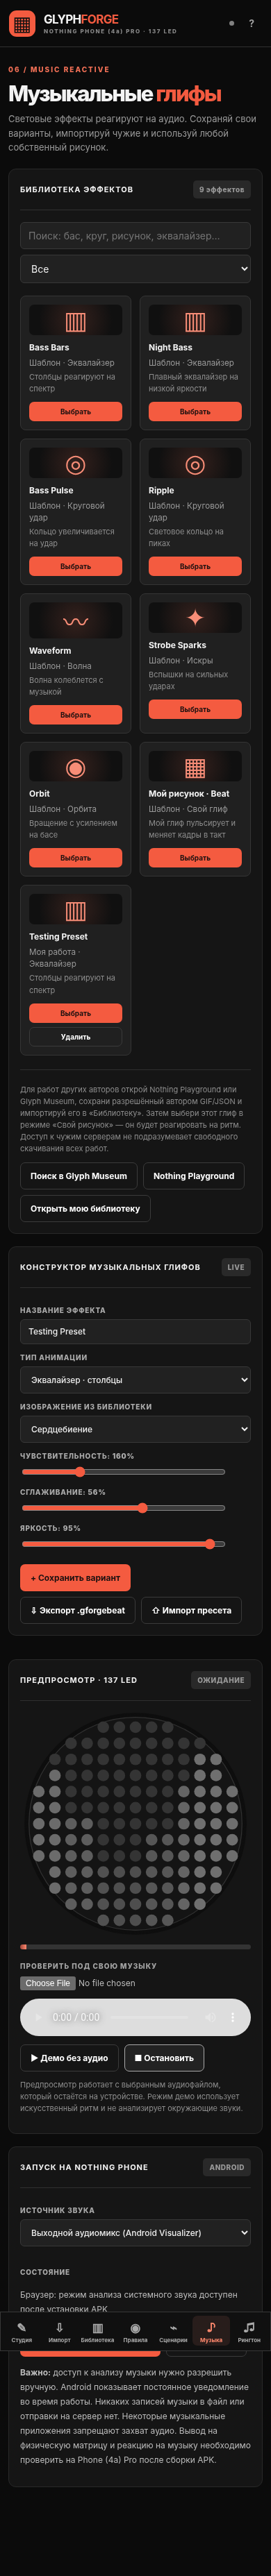 GLYPHFORGE
NOTHING PHONE (4a) PRO · 137 LED
?
06 / MUSIC REACTIVE
Музыкальные глифы
Световые эффекты реагируют на аудио. Сохраняй свои
варианты, импортируй чужие и используй любой
собственный рисунок.
БИБЛИОТЕКА ЭФФЕКТОВ
9 эффектов
Поиск: бас, круг, рисунок, эквалайзер...
Все
Bass Bars
Шаблон · Эквалайзер
Столбцы реагируют на
спектр
Выбрать
Night Bass
Шаблон · Эквалайзер
Плавный эквалайзер на
низкой яркости
Выбрать
Bass Pulse
Шаблон · Круговой
удар
Кольцо увеличивается
на удар
Выбрать
Ripple
Шаблон · Круговой
удар
Световое кольцо на
пиках
Выбрать
Waveform
Шаблон · Волна
Волна колеблется с
музыкой
Выбрать
Strobe Sparks
Шаблон · Искры
Вспышки на сильных
ударах
Выбрать
Orbit
Шаблон · Орбита
Вращение с усилением
на басе
Выбрать
Мой рисунок · Beat
Шаблон · Свой глиф
Мой глиф пульсирует и
меняет кадры в такт
Выбрать
Testing Preset
Моя работа ·
Эквалайзер
Столбцы реагируют на
спектр
Выбрать
Удалить
Для работ других авторов открой Nothing Playground или
Glyph Museum, сохрани разрешённый автором GIF/JSON и
импортируй его в «Библиотеку». Затем выбери этот глиф в
режиме «Свой рисунок» — он будет реагировать на ритм.
Доступ к чужим серверам не подразумевает свободного
скачивания всех работ.
Поиск в Glyph Museum
Nothing Playground
Открыть мою библиотеку
КОНСТРУКТОР МУЗЫКАЛЬНЫХ ГЛИФОВ
LIVE
НАЗВАНИЕ ЭФФЕКТА
Testing Preset
ТИП АНИМАЦИИ
Эквалайзер · столбцы
ИЗОБРАЖЕНИЕ ИЗ БИБЛИОТЕКИ
Сердцебиение
ЧУВСТВИТЕЛЬНОСТЬ: 160%
СГЛАЖИВАНИЕ: 56%
ЯРКОСТЬ: 95%
+ Сохранить вариант
⇩ Экспорт .gforgebeat
⇧ Импорт пресета
ПРЕДПРОСМОТР · 137 LED
ОЖИДАНИЕ
ПРОВЕРИТЬ ПОД СВОЮ МУЗЫКУ
Choose File No file chosen
0:00 / 0:00
▶ Демо без аудио
■ Остановить
Предпросмотр работает с выбранным аудиофайлом,
который остаётся на устройстве. Режим демо использует
искусственный ритм и не анализирует окружающие звуки.
ЗАПУСК НА NOTHING PHONE
ANDROID
ИСТОЧНИК ЗВУКА
Выходной аудиомикс (Android Visualizer)
СОСТОЯНИЕ
Браузер: режим анализа системного звука доступен
после установки APK.
Студия
Импорт
Библиотека
Правила
Сценарии
Музыка
Рингтон
Важно: доступ к анализу музыки нужно разрешить
вручную. Android показывает постоянное уведомление
во время работы. Никаких записей музыки в файл или
отправки на сервер нет. Некоторые музыкальные
приложения запрещают захват аудио. Вывод на
физическую матрицу и реакцию на музыку необходимо
проверить на Phone (4a) Pro после сборки APK.